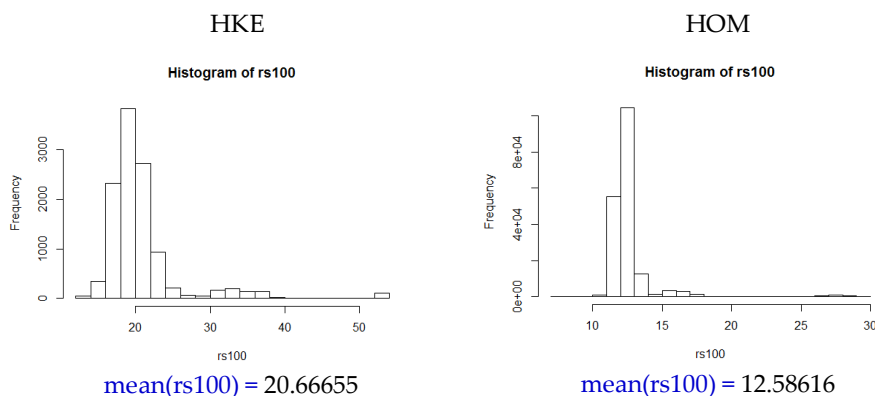 HKE
Histogram of rs100
Frequency
3000
2000
1000
0
20 30 40 50
rs100
mean(rs100) = 20.66655
HOM
Histogram of rs100
Frequency
8e+04
4e+04
0e+00
10 15 20 25 30
rs100
mean(rs100) = 12.58616